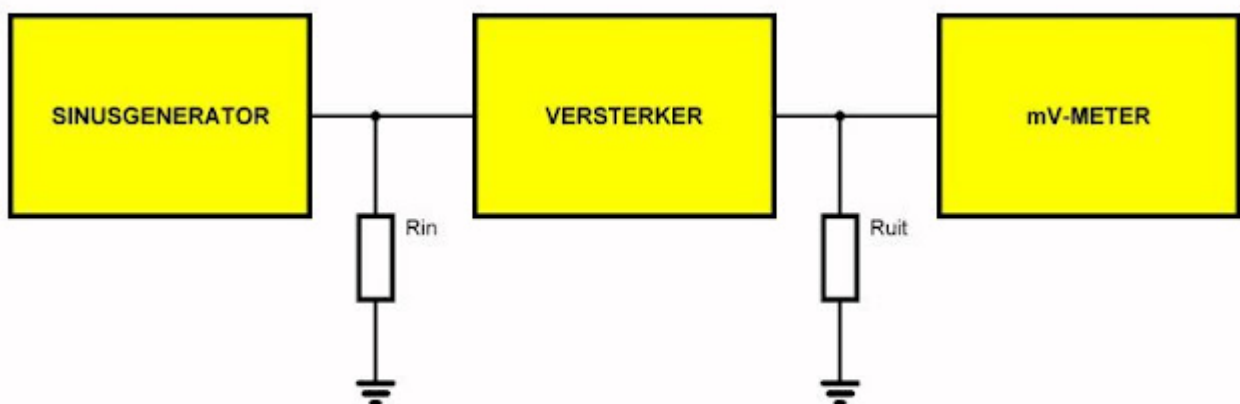 SINUSGENERATOR
VERSTERKER
mV-METER
Rin
Ruit